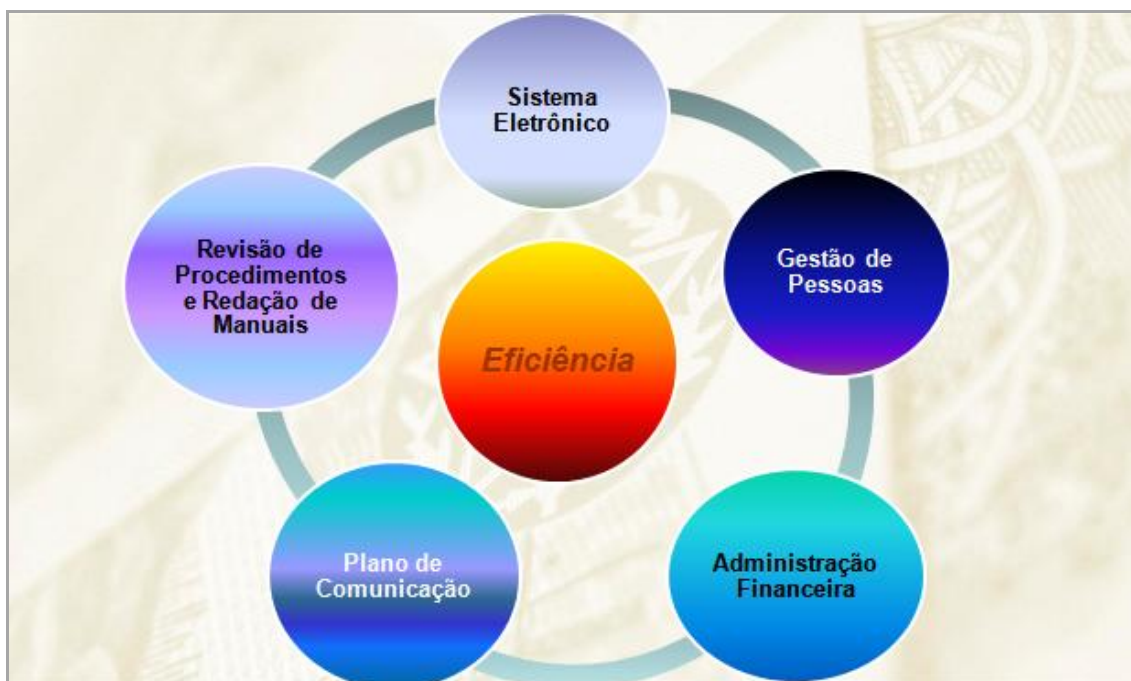 Sistema
Eletrônico
Gestão de
Pessoas
Administração
Financeira
Plano de
Comunicação
Revisão de
Procedimentos
e Redação de
Manuais
Eficiência